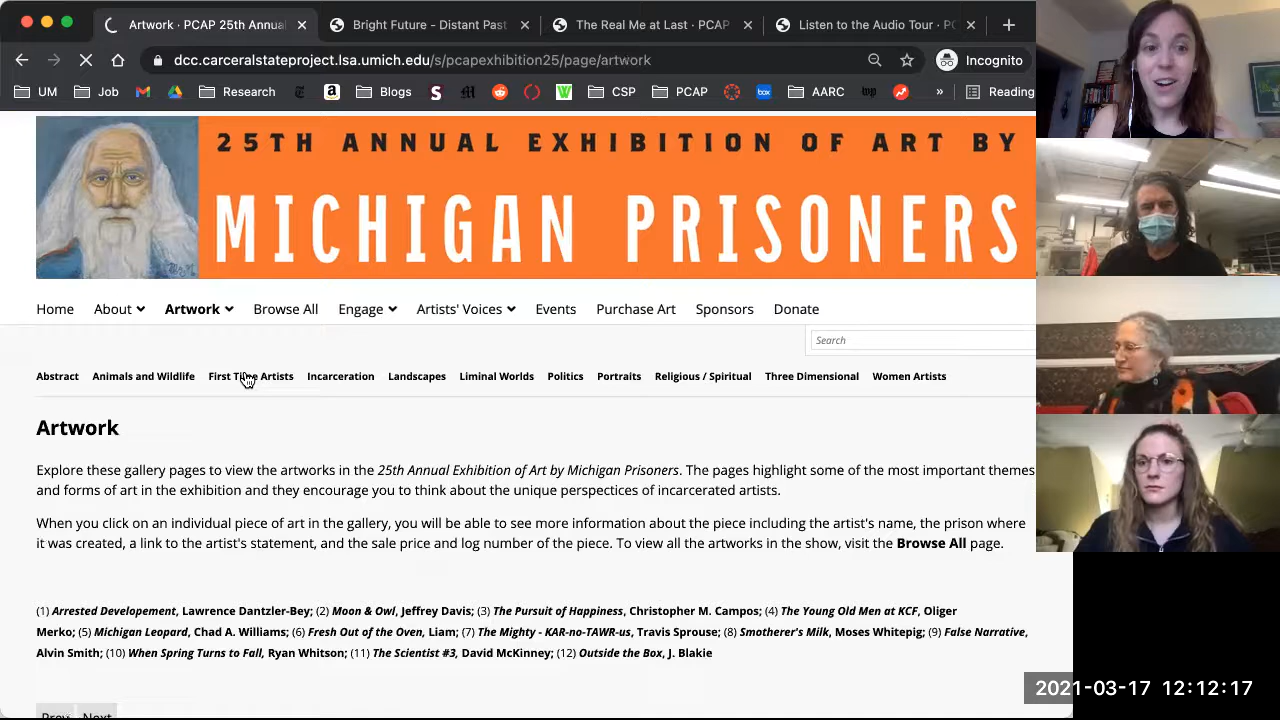 Artwork · PCAP 25th Annua
Bright Future - Distant Past
The Real Me at Last · PCAP
Listen to the Audio Tour · PC
dcc.carceralstateproject.lsa.umich.edu/s/pcapexhibition25/page/artwork
Incognito
UM
Job
Research
Blogs
CSP
PCAP
AARC
Reading
25TH ANNUAL EXHIBITION OF ART BY
MICHIGAN PRISONERS
Home About Artwork Browse All Engage Artists' Voices Events Purchase Art Sponsors Donate
Search
Abstract Animals and Wildlife First Time Artists Incarceration Landscapes Liminal Worlds Politics Portraits Religious / Spiritual Three Dimensional Women Artists
Artwork
Explore these gallery pages to view the artworks in the 25th Annual Exhibition of Art by Michigan Prisoners. The pages highlight some of the most important themes
and forms of art in the exhibition and they encourage you to think about the unique perspectices of incarcerated artists.
When you click on an individual piece of art in the gallery, you will be able to see more information about the piece including the artist's name, the prison where
it was created, a link to the artist's statement, and the sale price and log number of the piece. To view all the artworks in the show, visit the Browse All page.
(1) Arrested Developement, Lawrence Dantzler-Bey; (2) Moon & Owl, Jeffrey Davis; (3) The Pursuit of Happiness, Christopher M. Campos; (4) The Young Old Men at KCF, Oliger
Merko; (5) Michigan Leopard, Chad A. Williams; (6) Fresh Out of the Oven, Liam; (7) The Mighty - KAR-no-TAWR-us, Travis Sprouse; (8) Smotherer's Milk, Moses Whitepig; (9) False Narrative,
Alvin Smith; (10) When Spring Turns to Fall, Ryan Whitson; (11) The Scientist #3, David McKinney; (12) Outside the Box, J. Blakie
Prev Next
2021-03-17 12:12:17